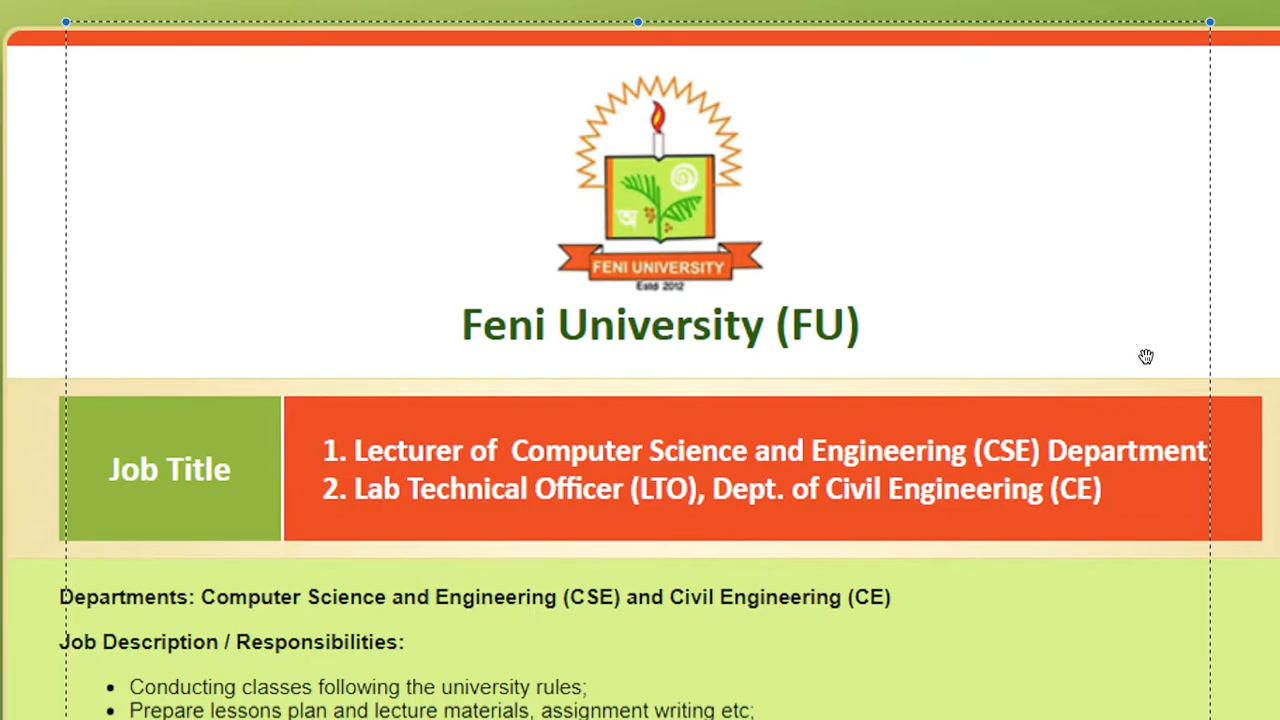 অ
FENI UNIVERSITY
Estd 2012
Feni University (FU)
Job Title
1. Lecturer of Computer Science and Engineering (CSE) Department
2. Lab Technical Officer (LTO), Dept. of Civil Engineering (CE)
Departments: Computer Science and Engineering (CSE) and Civil Engineering (CE)
Job Description / Responsibilities:
• Conducting classes following the university rules;
• Prepare lessons plan and lecture materials, assignment writing etc;